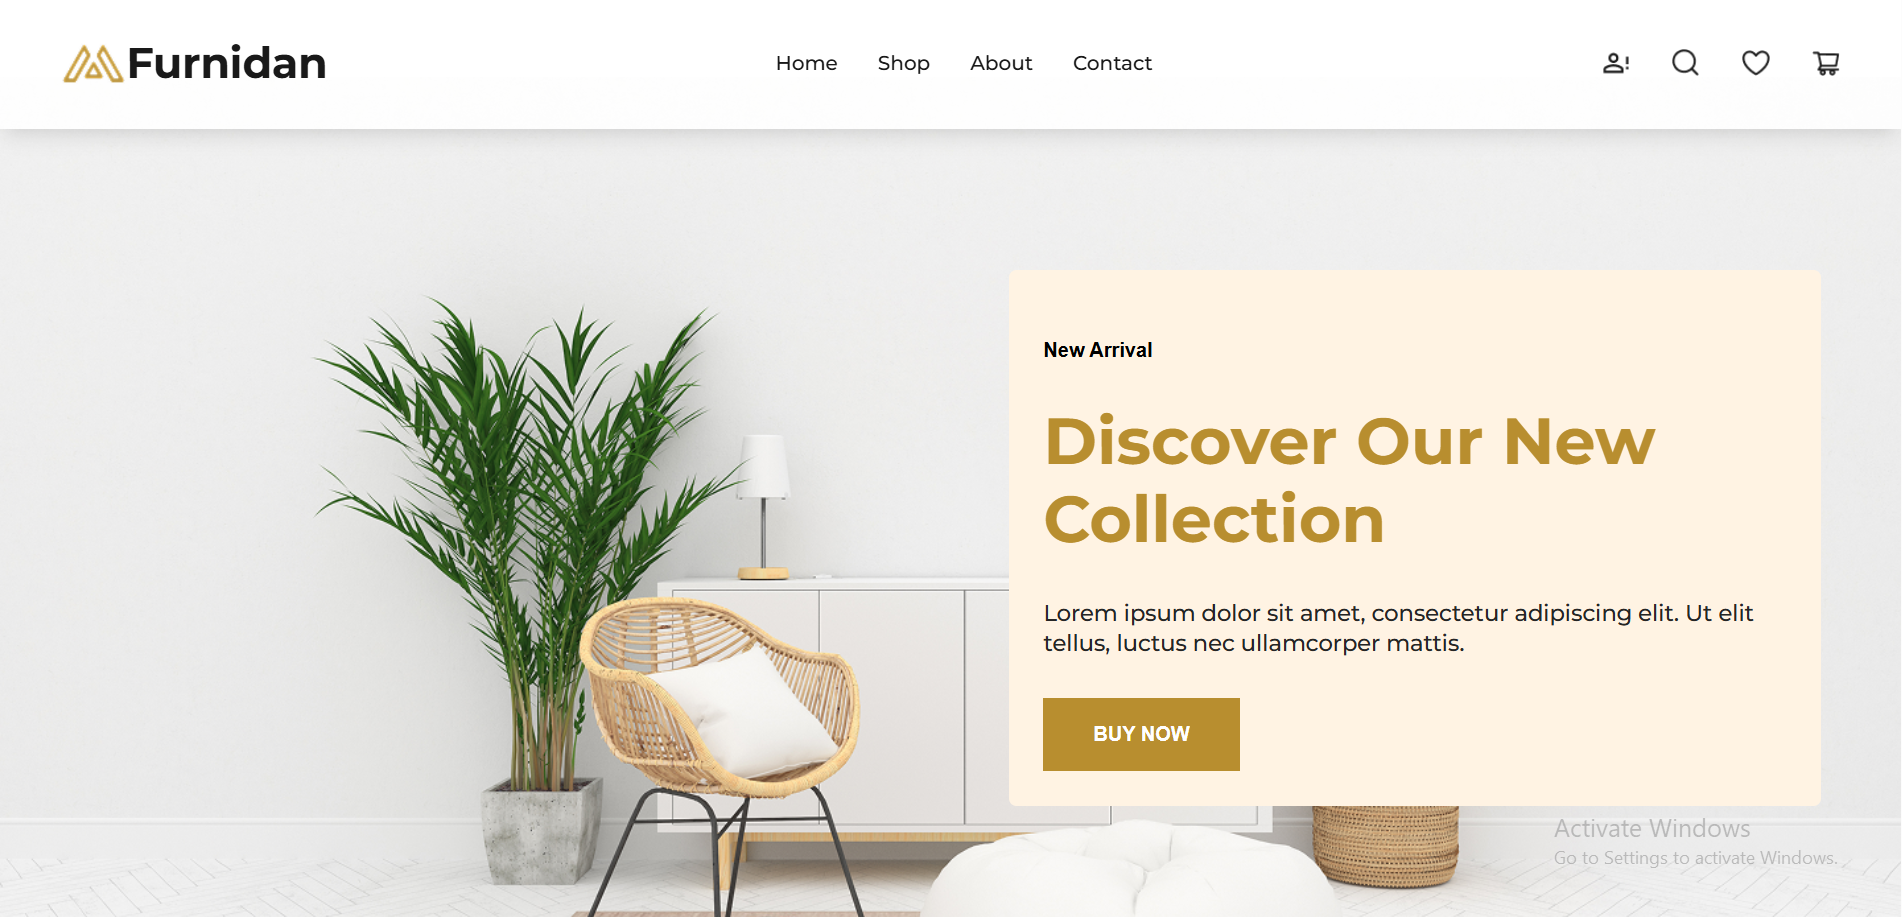 Furnidan
Home Shop About Contact
New Arrival
Discover Our New
Collection
Lorem ipsum dolor sit amet, consectetur adipiscing elit. Ut elit
tellus, luctus nec ullamcorper mattis.
BUY NOW
Activate Windows
Go to Settings to activate Windows.